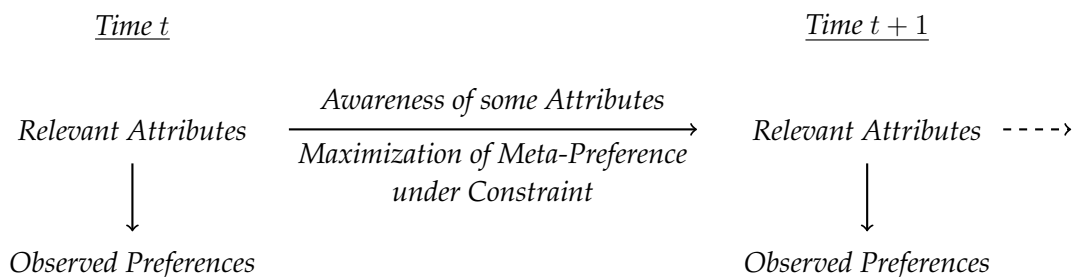 Time t
Time t + 1
Awareness of some Attributes
Relevant Attributes
Relevant Attributes
Maximization of Meta-Preference
under Constraint
Observed Preferences
Observed Preferences